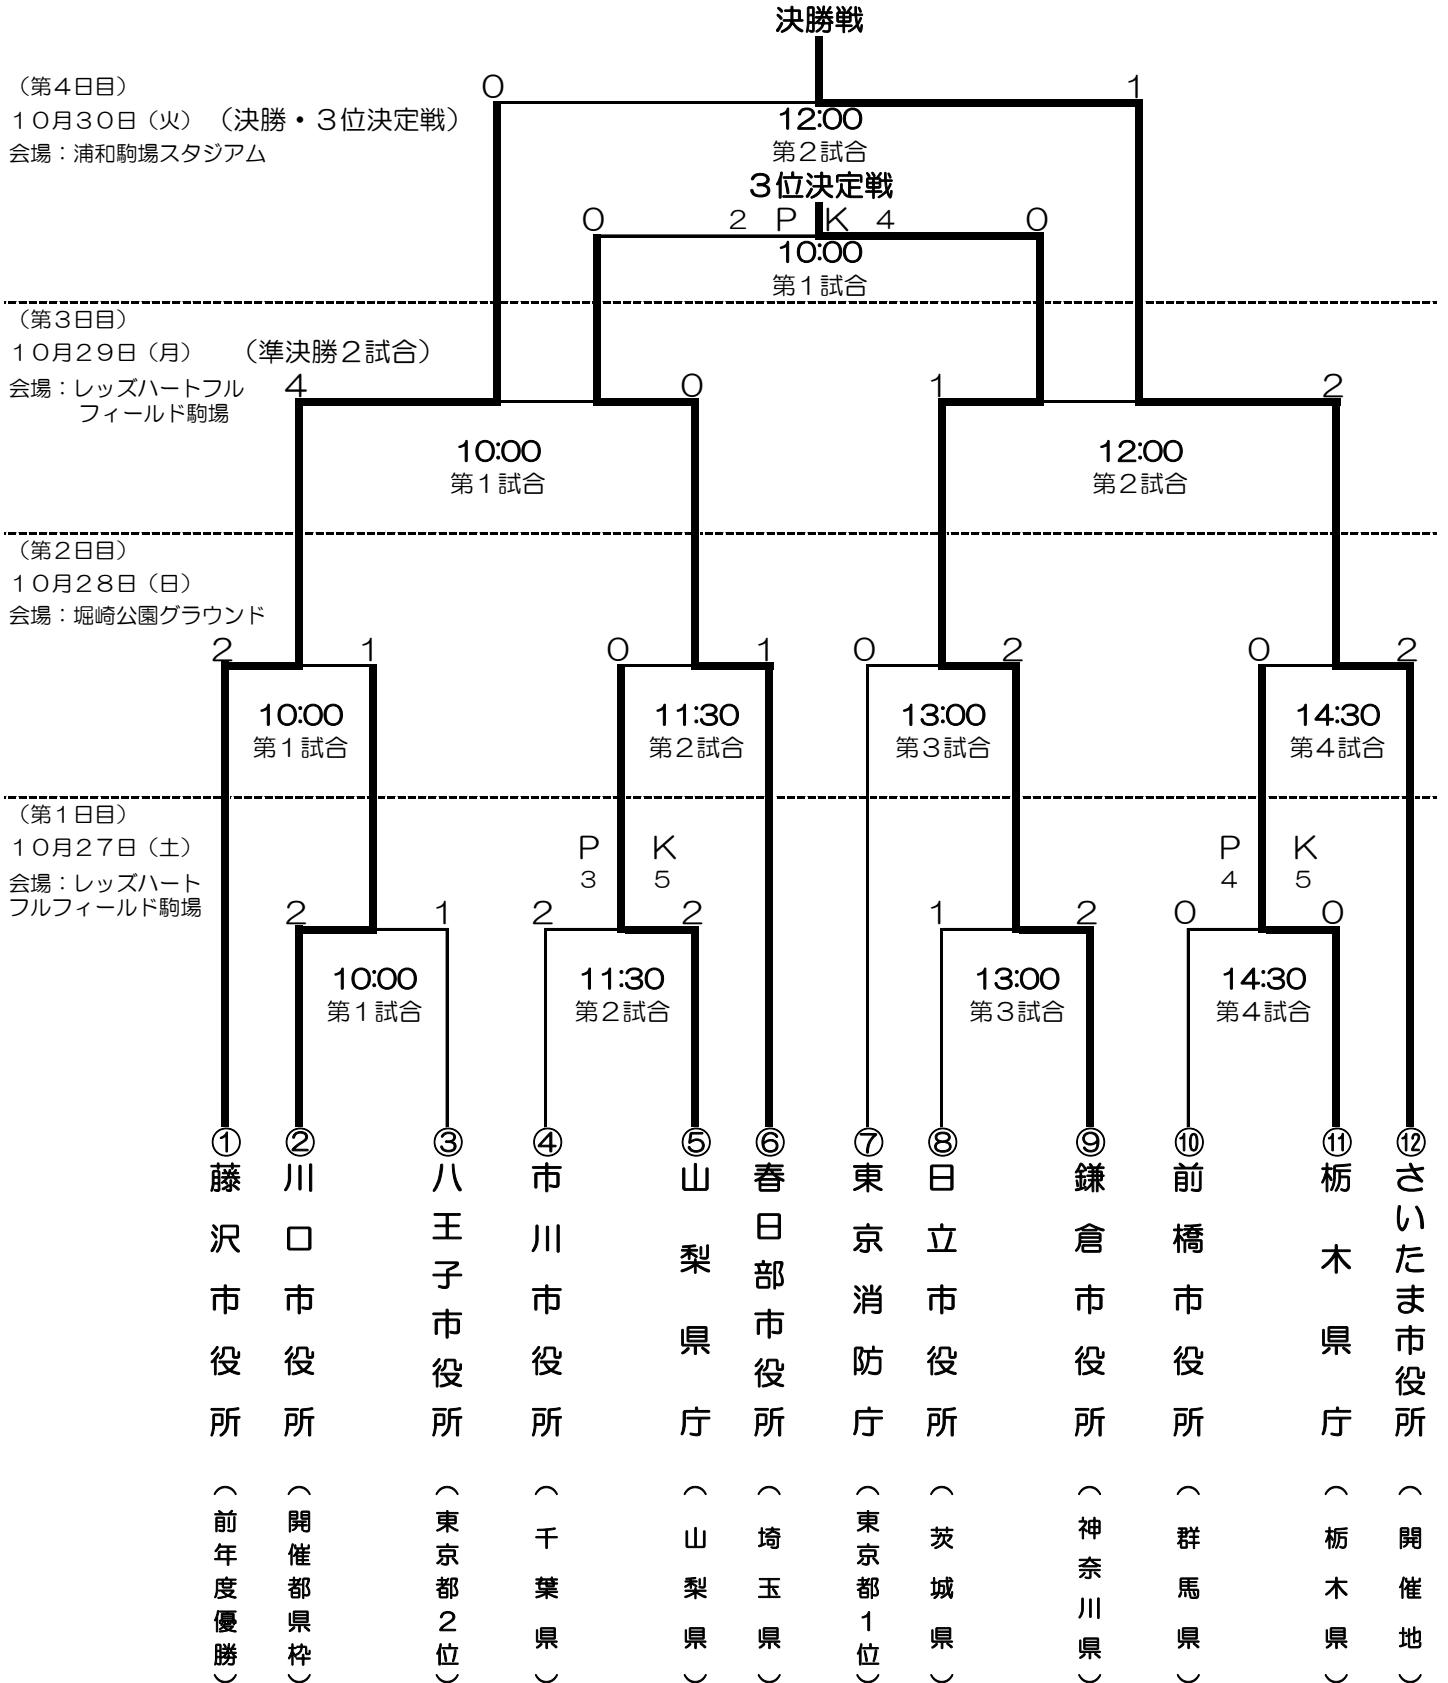 決勝戦
0 1
(第4日目)
10月30日(火) (決勝・3位決定戦)
会場:浦和駒場スタジアム
12:00
第2試合
3位決定戦
0 2 PK 4 0
10:00
第1試合
(第3日目)
10月29日(月) (準決勝2試合)
会場:レッズハートフル
フィールド駒場
4 0 1 2
10:00 12:00
第1試合 第2試合
(第2日目)
10月28日(日)
会場:堀崎公園グラウンド
2 1 0 1 0 2 0 2
10:00 11:30 13:00 14:30
第1試合 第2試合 第3試合 第4試合
(第1日目)
10月27日(土)
会場:レッズハート
フルフィールド駒場
P K P K
3 5 4 5
2 1 2 2 1 2 0 0
10:00 11:30 13:00 14:30
第1試合 第2試合 第3試合 第4試合
①藤沢市役所(前年度優勝)
②川口市役所(開催都県枠)
③八王子市役所(東京都2位)
④市川市役所(千葉県)
⑤山梨県庁(山梨県)
⑥春日部市役所(埼玉県)
⑦東京消防庁(東京都1位)
⑧日立市役所(茨城県)
⑨鎌倉市役所(神奈川県)
⑩前橋市役所(群馬県)
⑪栃木県庁(栃木県)
⑫さいたま市役所(開催地)